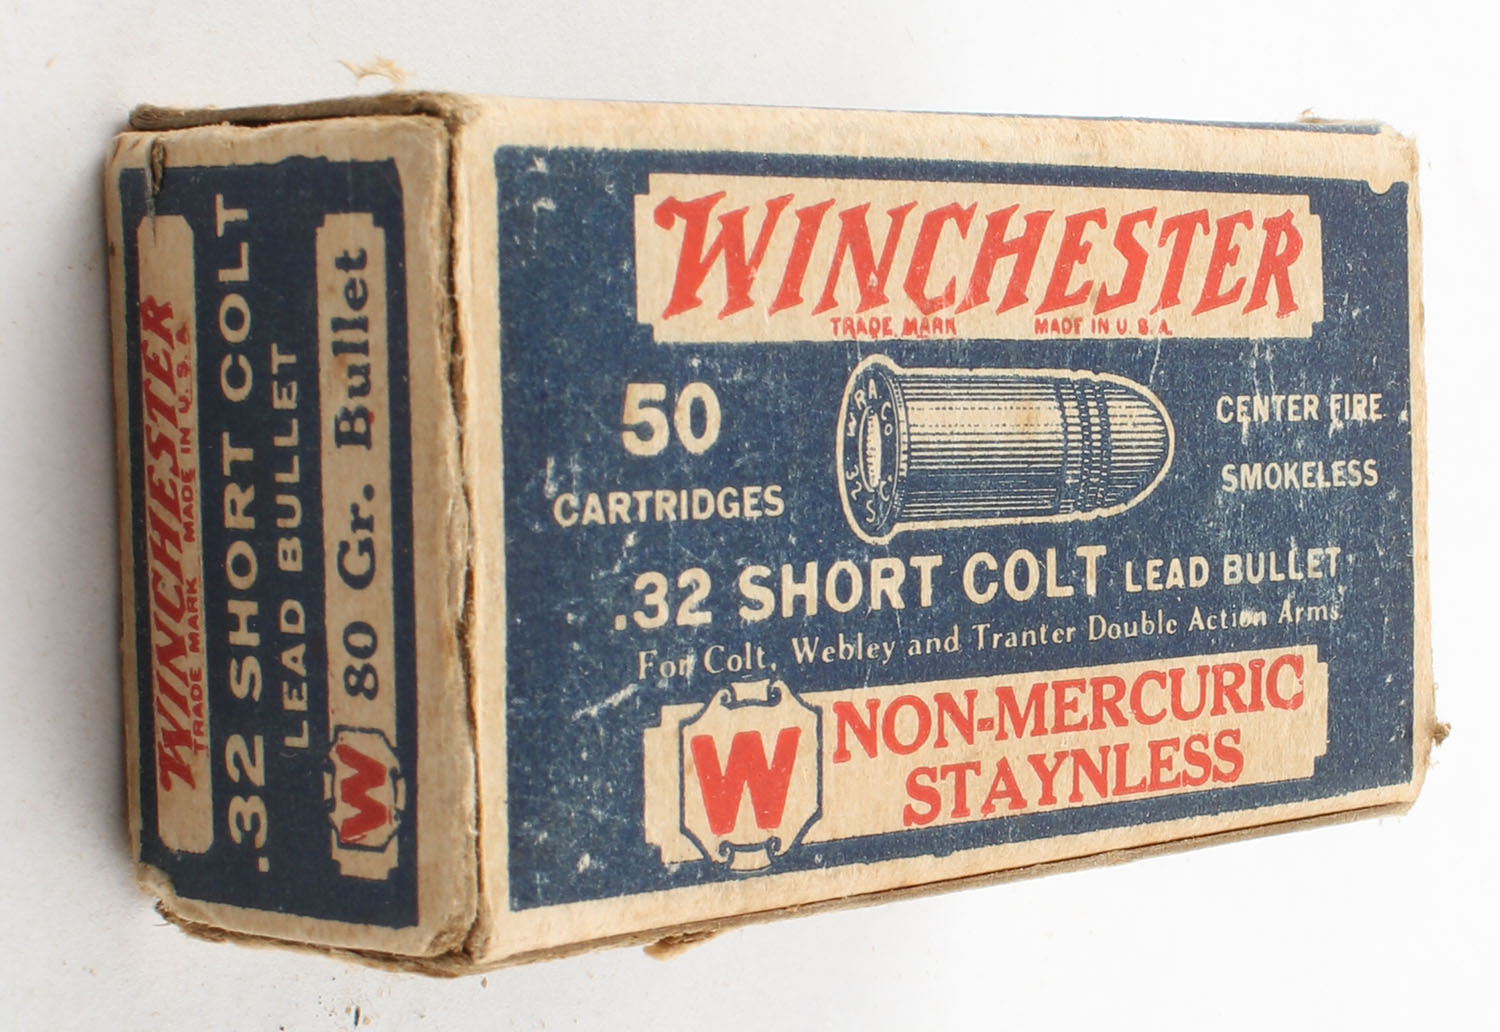 WINCHESTER
TRADE MARK MADE IN U.S.A.
50
CARTRIDGES
W.R.A. Co.
.32 S.C.
CENTER FIRE
SMOKELESS
.32 SHORT COLT LEAD BULLET
For Colt, Webley and Tranter Double Action Arms
W
NON-MERCURIC
STAYNLESS
WINCHESTER
TRADE MARK MADE IN U.S.A.
.32 SHORT COLT
LEAD BULLET
W 80 Gr. Bullet